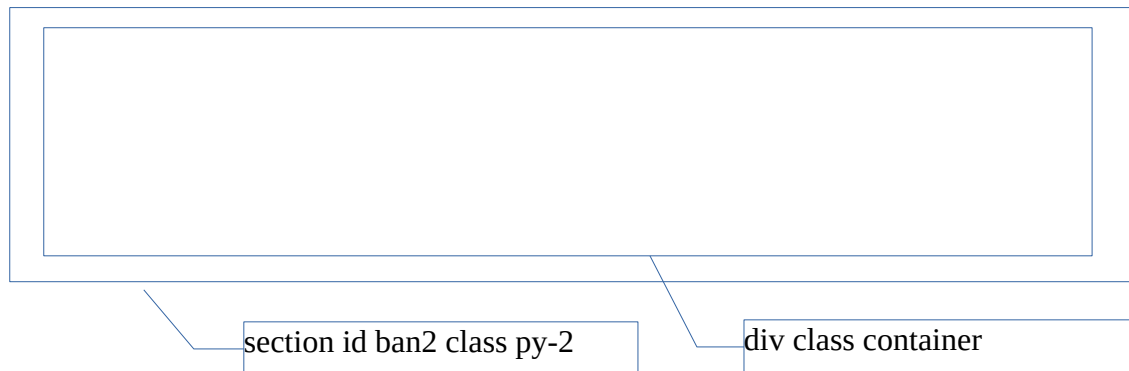 section id ban2 class py-2
div class container